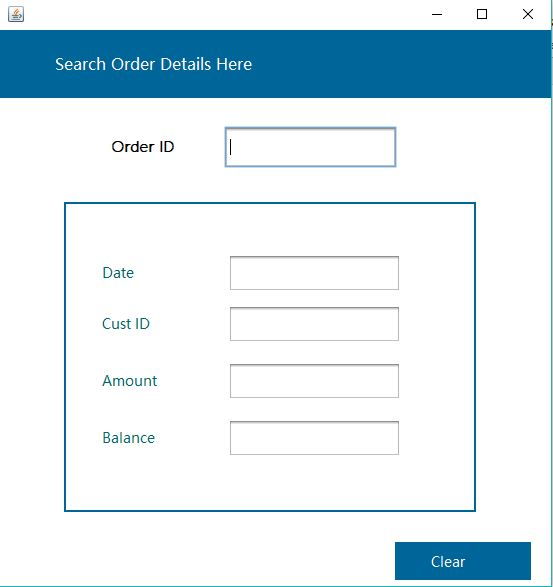 Search Order Details Here
Order ID
Date
Cust ID
Amount
Balance
Clear